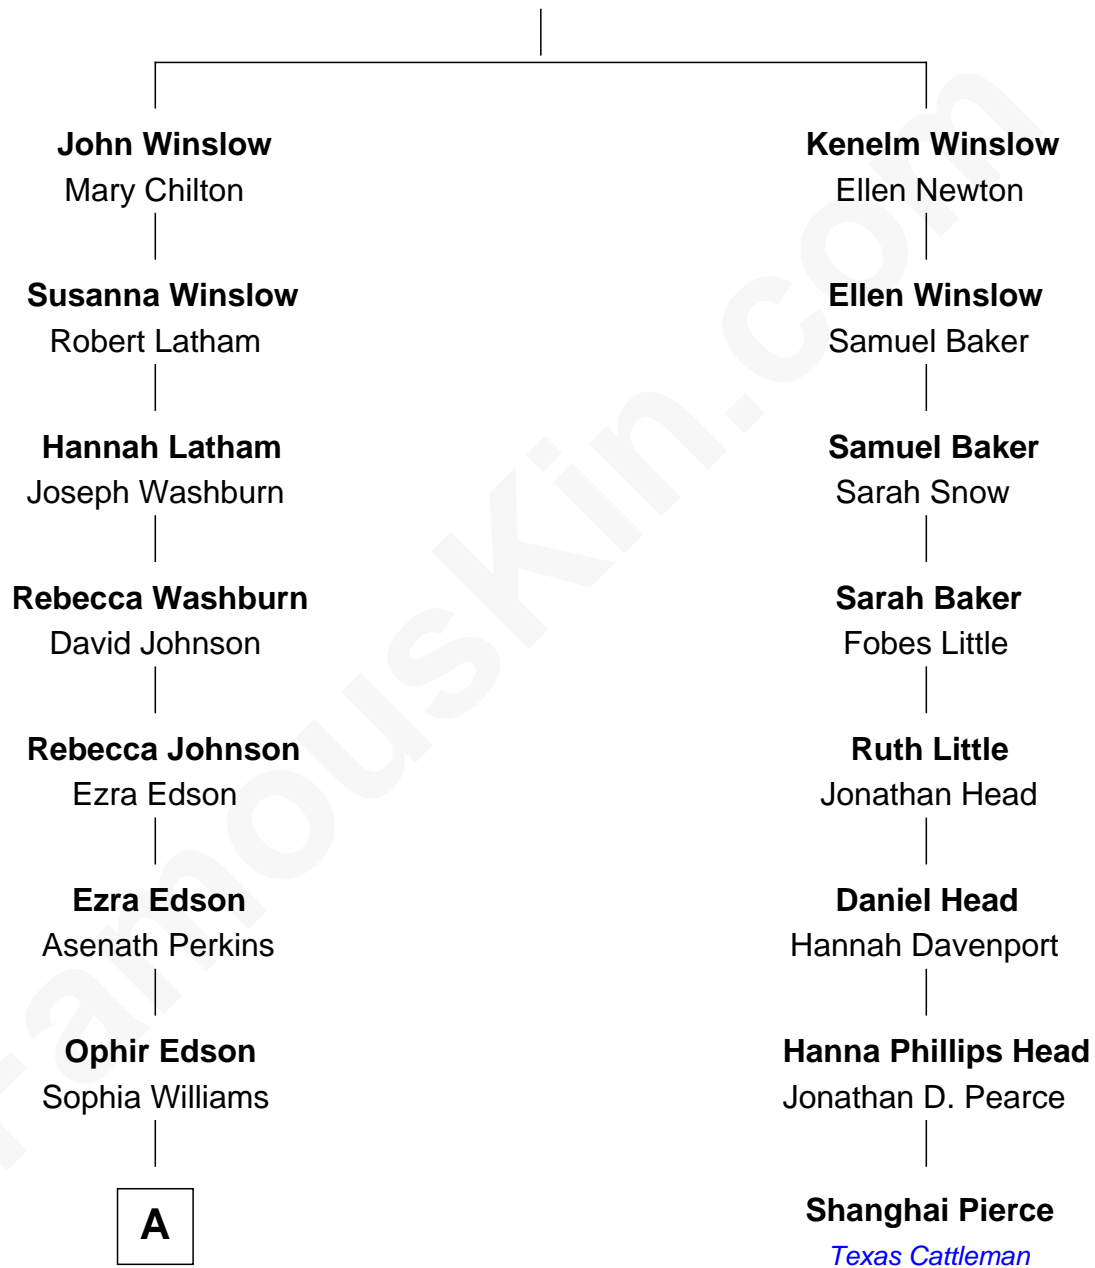 John Winslow
Mary Chilton
Kenelm Winslow
Ellen Newton
Susanna Winslow
Robert Latham
Ellen Winslow
Samuel Baker
Hannah Latham
Joseph Washburn
Samuel Baker
Sarah Snow
Rebecca Washburn
David Johnson
Sarah Baker
Fobes Little
Rebecca Johnson
Ezra Edson
Ruth Little
Jonathan Head
Ezra Edson
Asenath Perkins
Daniel Head
Hannah Davenport
Ophir Edson
Sophia Williams
Hanna Phillips Head
Jonathan D. Pearce
A
Shanghai Pierce
Texas Cattleman
FamousKin.com